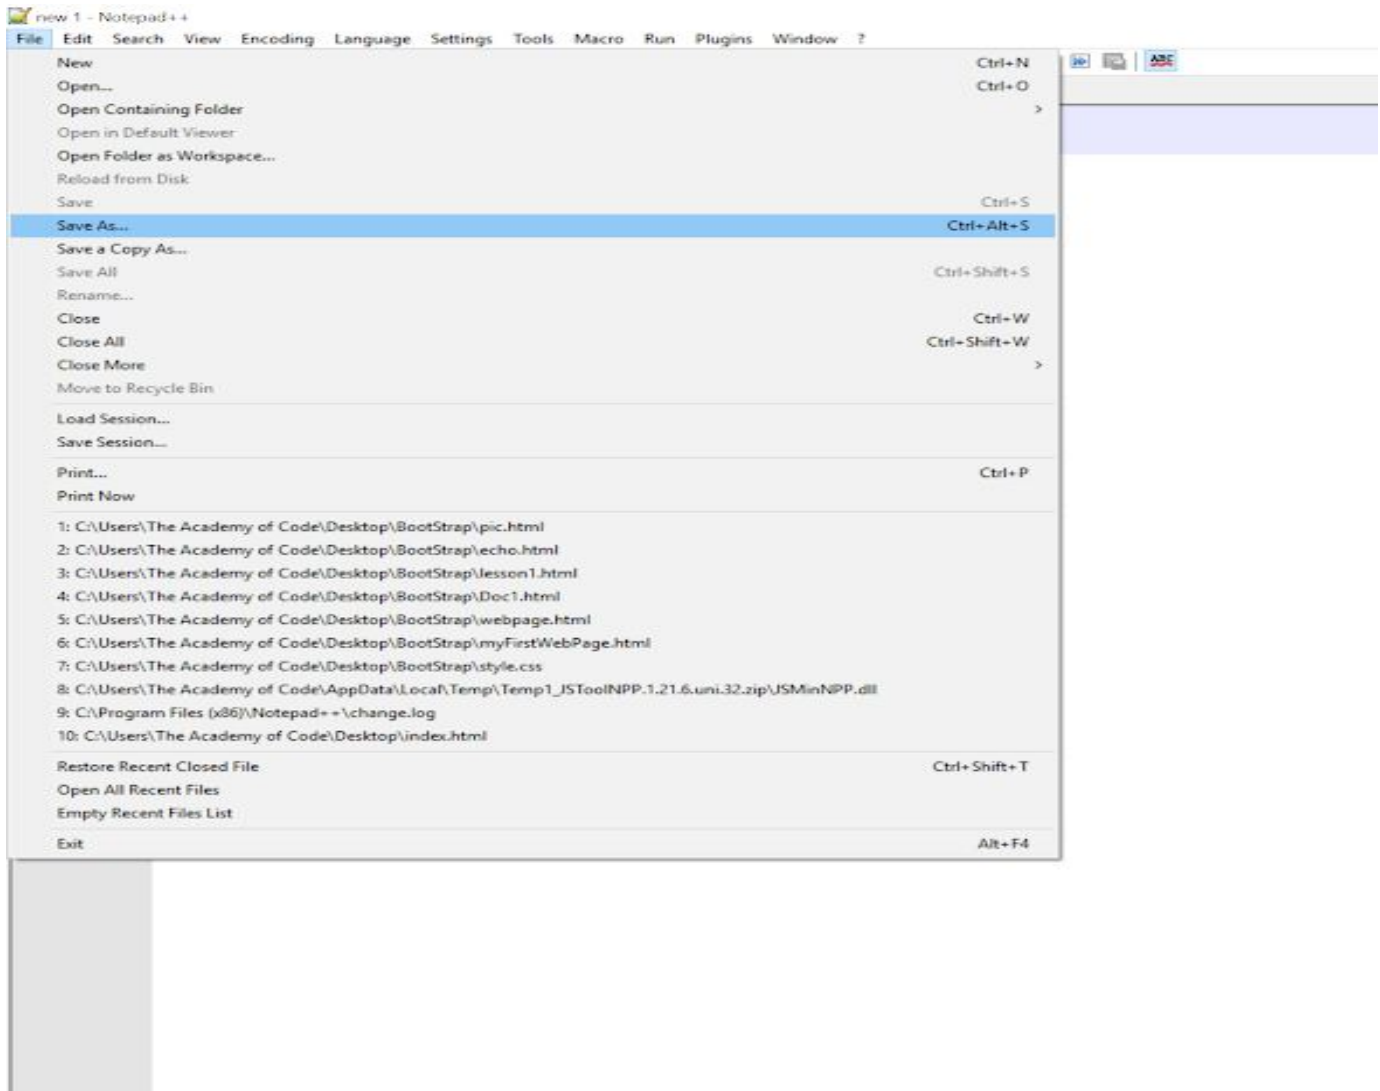 new 1 - Notepad++
File Edit Search View Encoding Language Settings Tools Macro Run Plugins Window ?
New Ctrl+N
Open... Ctrl+O
Open Containing Folder >
Open in Default Viewer
Open Folder as Workspace...
Reload from Disk
Save Ctrl+S
Save As... Ctrl+Alt+S
Save a Copy As...
Save All Ctrl+Shift+S
Rename...
Close Ctrl+W
Close All Ctrl+Shift+W
Close More >
Move to Recycle Bin
Load Session...
Save Session...
Print... Ctrl+P
Print Now
1: C:\Users\The Academy of Code\Desktop\BootStrap\pic.html
2: C:\Users\The Academy of Code\Desktop\BootStrap\echo.html
3: C:\Users\The Academy of Code\Desktop\BootStrap\lesson1.html
4: C:\Users\The Academy of Code\Desktop\BootStrap\Doc1.html
5: C:\Users\The Academy of Code\Desktop\BootStrap\webpage.html
6: C:\Users\The Academy of Code\Desktop\BootStrap\myFirstWebPage.html
7: C:\Users\The Academy of Code\Desktop\BootStrap\style.css
8: C:\Users\The Academy of Code\AppData\Local\Temp\Temp1_JSToolNPP.1.21.6.uni.32.zip\JSMinNPP.dll
9: C:\Program Files (x86)\Notepad++\change.log
10: C:\Users\The Academy of Code\Desktop\index.html
Restore Recent Closed File Ctrl+Shift+T
Open All Recent Files
Empty Recent Files List
Exit Alt+F4
ABC